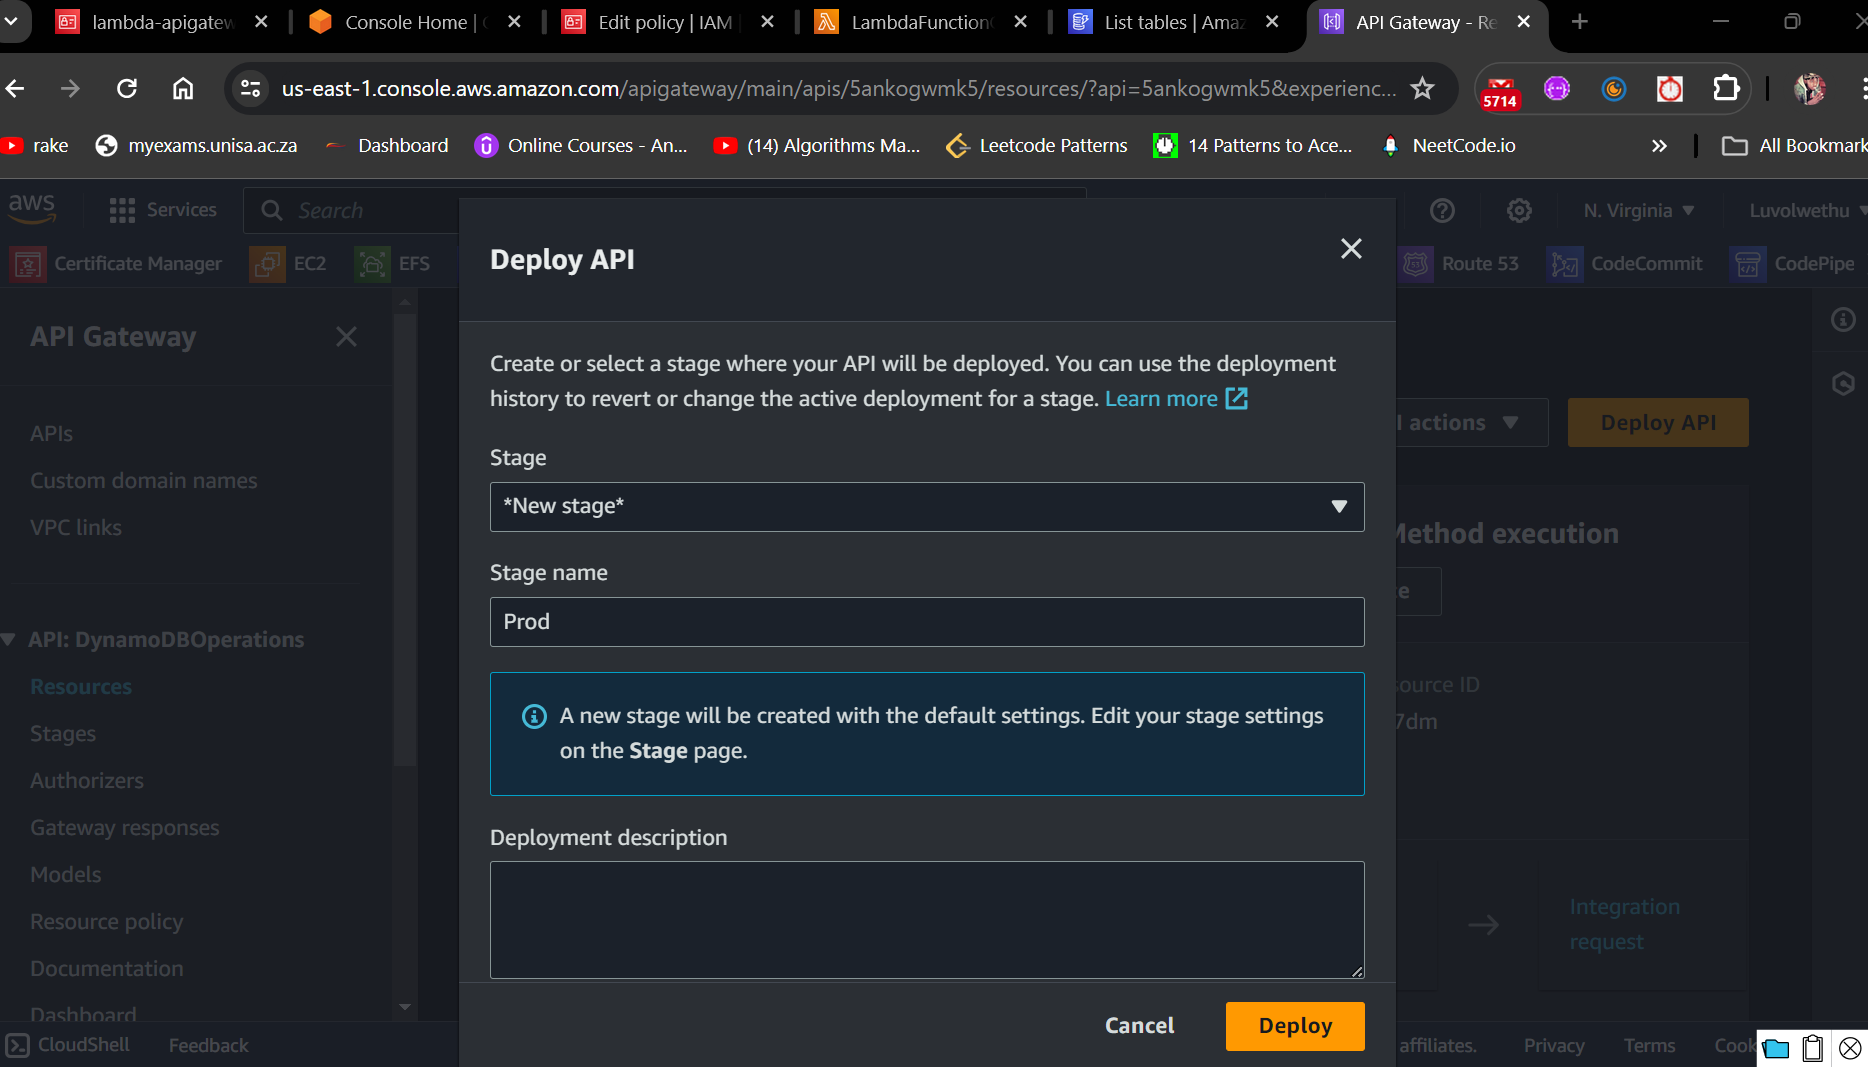 lambda-apigatew
Console Home |
Edit policy | IAM
LambdaFunction
List tables | Amaz
API Gateway - Re
us-east-1.console.aws.amazon.com/apigateway/main/apis/5ankogwmk5/resources/?api=5ankogwmk5&experienc...
5714
rake
myexams.unisa.ac.za
Dashboard
Online Courses - An...
(14) Algorithms Ma...
Leetcode Patterns
14 Patterns to Ace...
NeetCode.io
All Bookmark
aws
Services
Search
N. Virginia
Luvolwethu
Certificate Manager
EC2
EFS
Route 53
CodeCommit
CodePipe
API Gateway
APIs
Custom domain names
VPC links
API: DynamoDBOperations
Resources
Stages
Authorizers
Gateway responses
Models
Resource policy
Documentation
Dashboard
Deploy API
Create or select a stage where your API will be deployed. You can use the deployment
history to revert or change the active deployment for a stage. Learn more
Stage
*New stage*
Stage name
Prod
A new stage will be created with the default settings. Edit your stage settings
on the Stage page.
Deployment description
Cancel
Deploy
I actions
Deploy API
Method execution
e
source ID
7dm
Integration
request
CloudShell
Feedback
affiliates.
Privacy
Terms
Cook